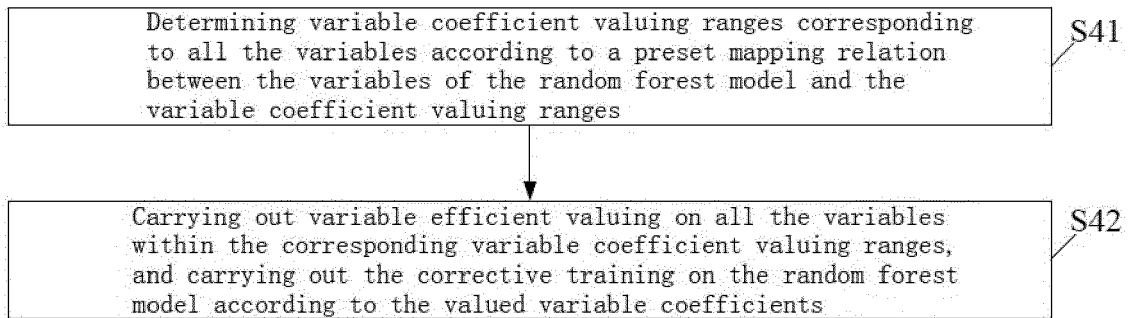 Determining variable coefficient valuing ranges corresponding
to all the variables according to a preset mapping relation
between the variables of the random forest model and the
variable coefficient valuing ranges
S41
Carrying out variable efficient valuing on all the variables
within the corresponding variable coefficient valuing ranges,
and carrying out the corrective training on the random forest
model according to the valued variable coefficients
S42